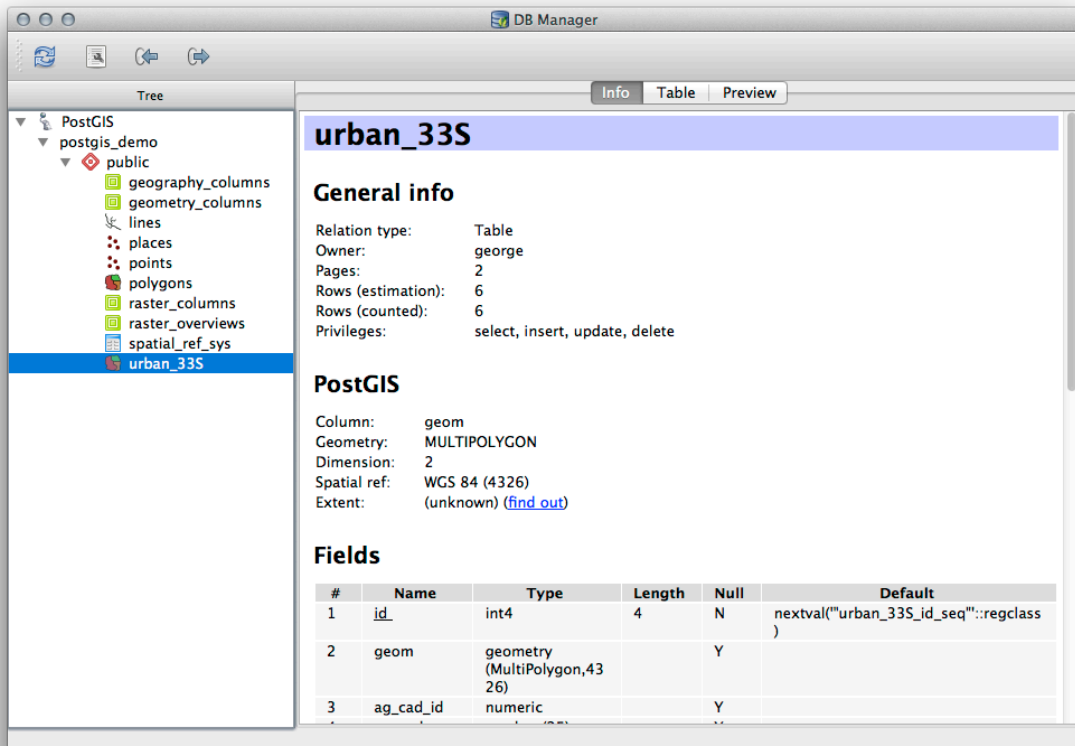 DB Manager
Tree
Info Table Preview
PostGIS
postgis_demo
public
geography_columns
geometry_columns
lines
places
points
polygons
raster_columns
raster_overviews
spatial_ref_sys
urban_33S
urban_33S
General info
Relation type: Table
Owner: george
Pages: 2
Rows (estimation): 6
Rows (counted): 6
Privileges: select, insert, update, delete
PostGIS
Column: geom
Geometry: MULTIPOLYGON
Dimension: 2
Spatial ref: WGS 84 (4326)
Extent: (unknown) (find out)
Fields
# Name Type Length Null Default
1 id int4 4 N nextval('"urban_33S_id_seq"'::regclass
)
2 geom geometry Y
(MultiPolygon,43
26)
3 ag_cad_id numeric Y